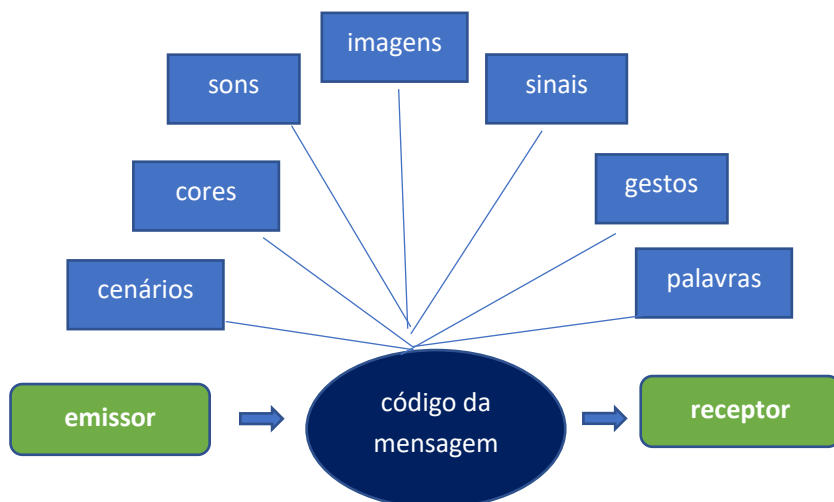 imagens
sons
sinais
cores
gestos
cenários
palavras
emissor
código da
mensagem
receptor